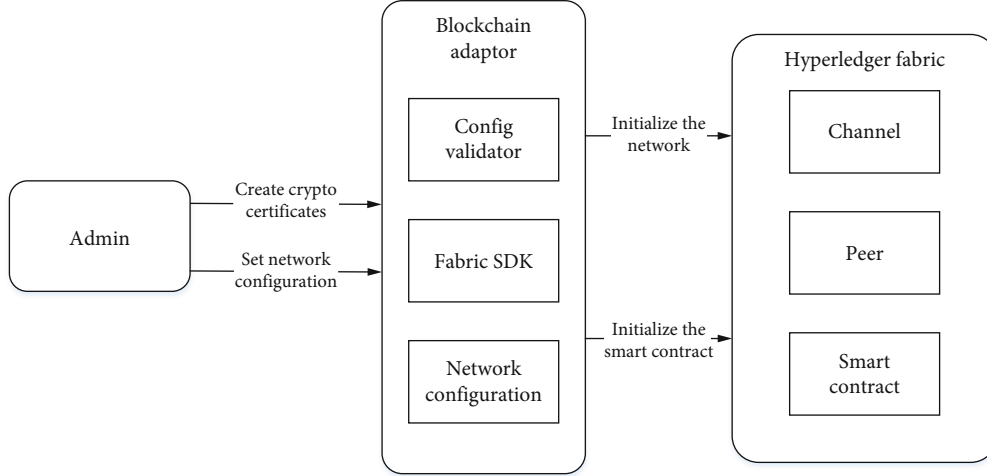 Admin
Create crypto
certificates
Set network
configuration
Blockchain
adaptor
Config
validator
Fabric SDK
Network
configuration
Initialize the
network
Initialize the
smart contract
Hyperledger fabric
Channel
Peer
Smart
contract